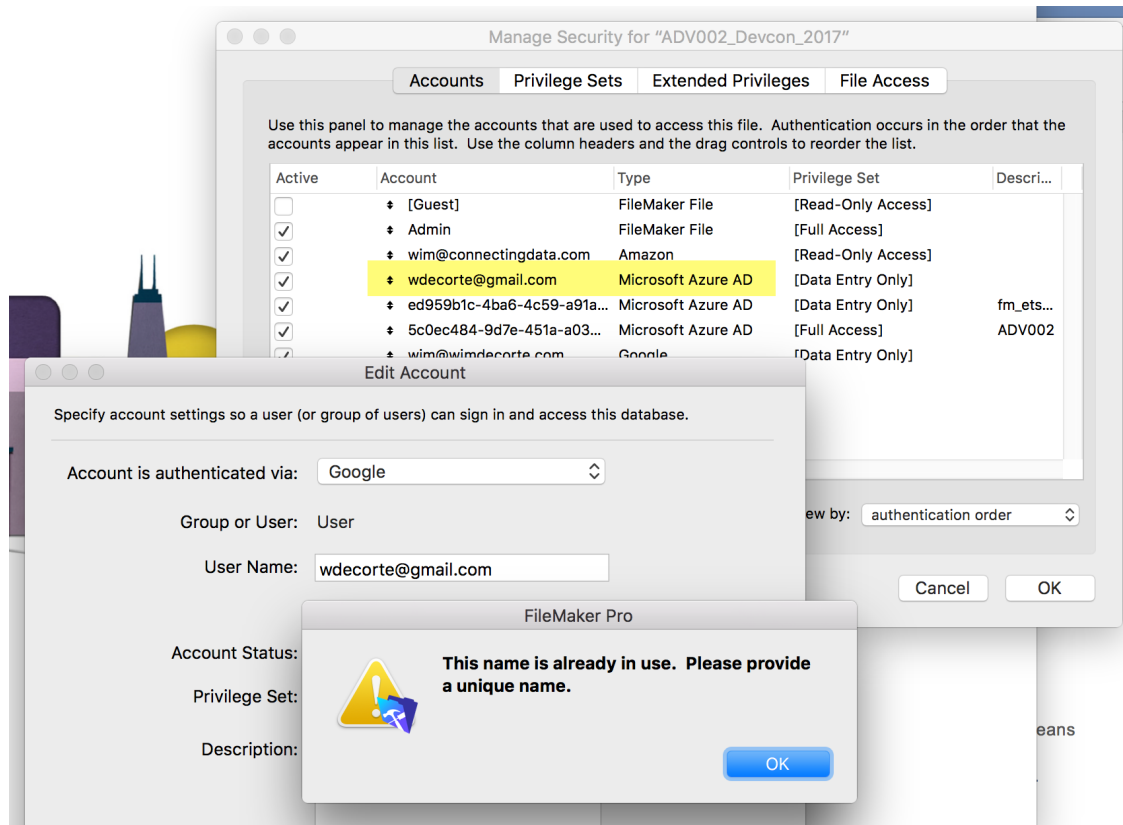 Manage Security for “ADV002_Devcon_2017”
Accounts Privilege Sets Extended Privileges File Access
Use this panel to manage the accounts that are used to access this file.  Authentication occurs in the order that the
accounts appear in this list.  Use the column headers and the drag controls to reorder the list.
Active Account Type Privilege Set Descri...
[Guest] FileMaker File [Read-Only Access]
Admin FileMaker File [Full Access]
wim@connectingdata.com Amazon [Read-Only Access]
wdecorte@gmail.com Microsoft Azure AD [Data Entry Only]
ed959b1c-4ba6-4c59-a91a... Microsoft Azure AD [Data Entry Only] fm_ets...
5c0ec484-9d7e-451a-a03... Microsoft Azure AD [Full Access] ADV002
wim@wimdecorte.com Google [Data Entry Only]
ew by: authentication order
Cancel OK
Edit Account
Specify account settings so a user (or group of users) can sign in and access this database.
Account is authenticated via: Google
Group or User: User
User Name: wdecorte@gmail.com
Account Status:
Privilege Set:
Description:
FileMaker Pro
This name is already in use.  Please provide
a unique name.
OK
eans